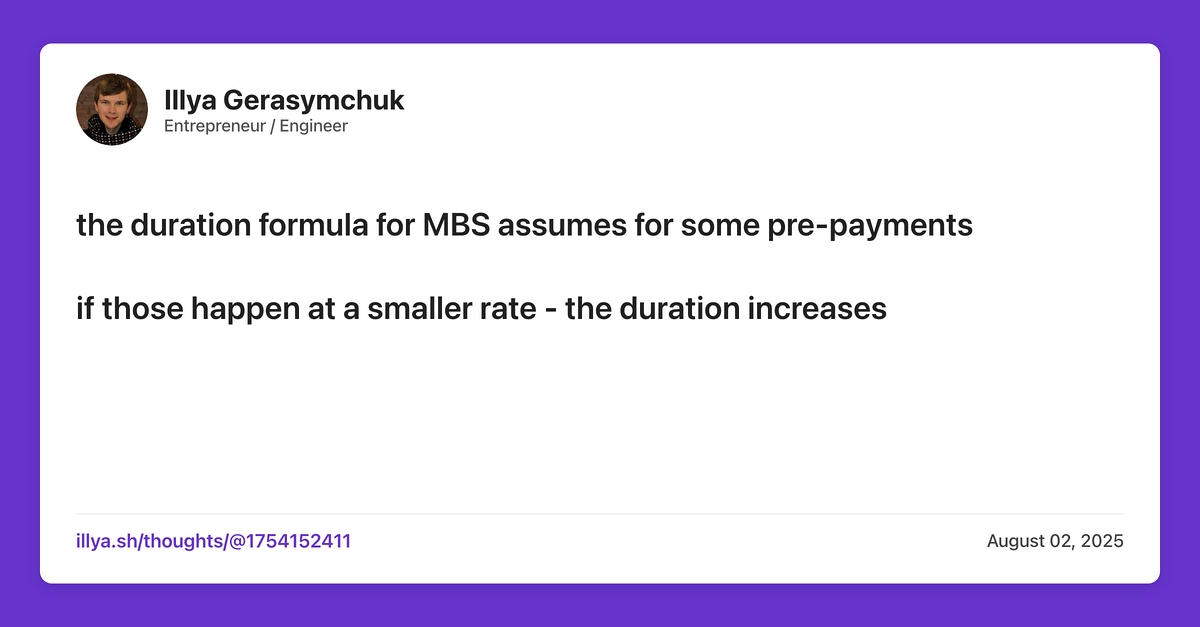 Illya Gerasymchuk
Entrepreneur / Engineer
the duration formula for MBS assumes for some pre-payments
if those happen at a smaller rate - the duration increases
illya.sh/thoughts/@1754152411
August 02, 2025